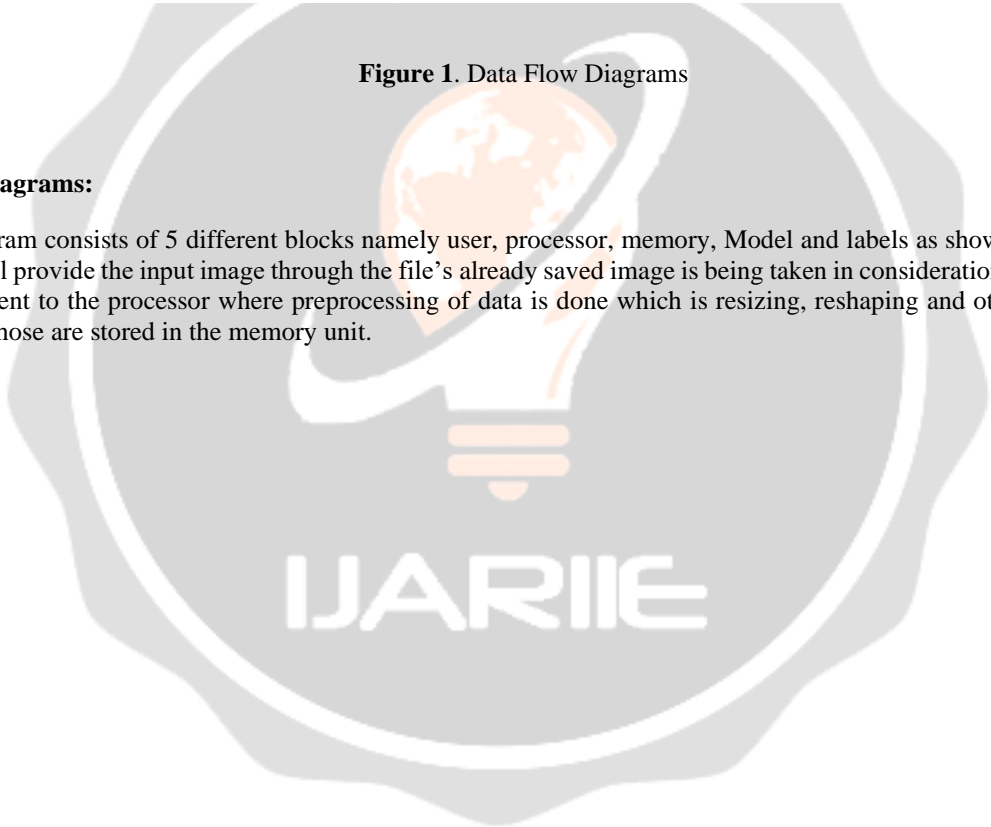 Figure 1. Data Flow Diagrams
agrams:
ram consists of 5 different blocks namely user, processor, memory, Model and labels as show
l provide the input image through the file’s already saved image is being taken in consideration
ent to the processor where preprocessing of data is done which is resizing, reshaping and ot
hose are stored in the memory unit.
IJARIIE